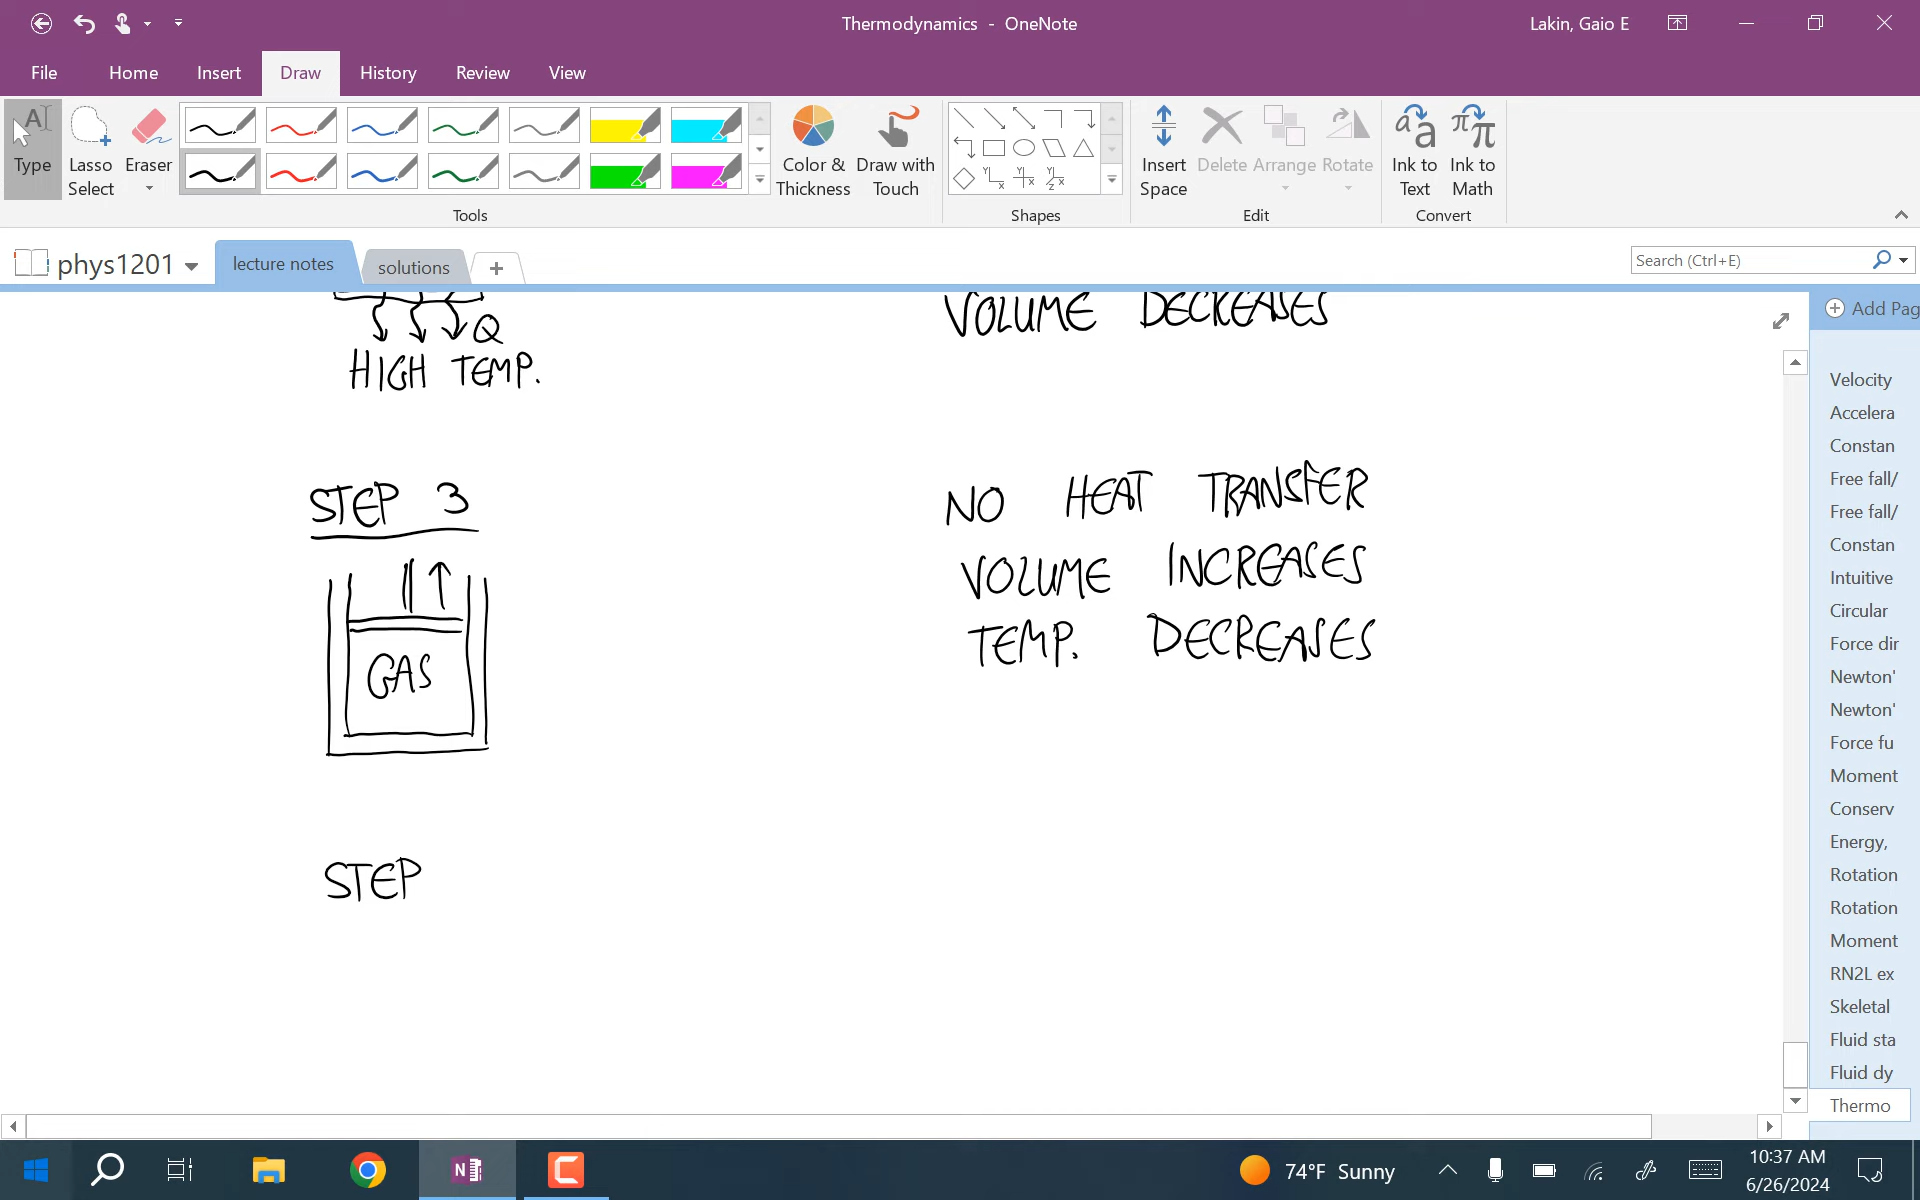 Thermodynamics - OneNote
Lakin, Gaio E
File Home Insert Draw History Review View
Type
Lasso Select
Eraser
Color & Thickness
Draw with Touch
Insert Space
Delete
Arrange
Rotate
Ink to Text
Ink to Math
Tools
Shapes
Edit
Convert
phys1201
lecture notes
solutions
Search (Ctrl+E)
Add Pag
Q
HIGH TEMP.
VOLUME DECREASES
STEP 3
GAS
NO HEAT TRANSFER
VOLUME INCREASES
TEMP. DECREASES
STEP
Velocity
Accelera
Constan
Free fall/
Free fall/
Constan
Intuitive
Circular
Force dir
Newton'
Newton'
Force fu
Moment
Conserv
Energy,
Rotation
Rotation
Moment
RN2L ex
Skeletal
Fluid sta
Fluid dy
Thermo
74°F Sunny
10:37 AM
6/26/2024